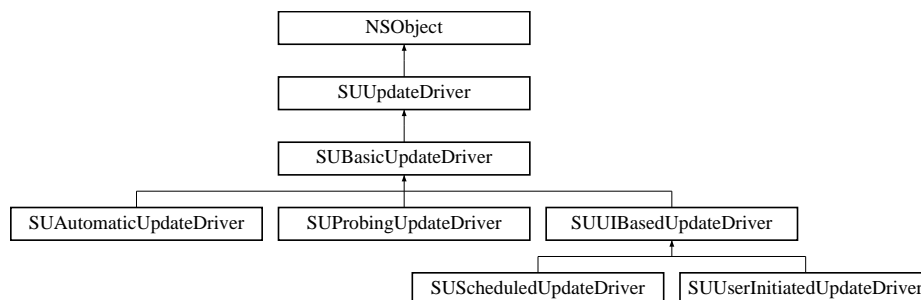 NSObject
SUUpdateDriver
SUBasicUpdateDriver
SUAutomaticUpdateDriver
SUProbingUpdateDriver
SUUIBasedUpdateDriver
SUScheduledUpdateDriver
SUUserInitiatedUpdateDriver